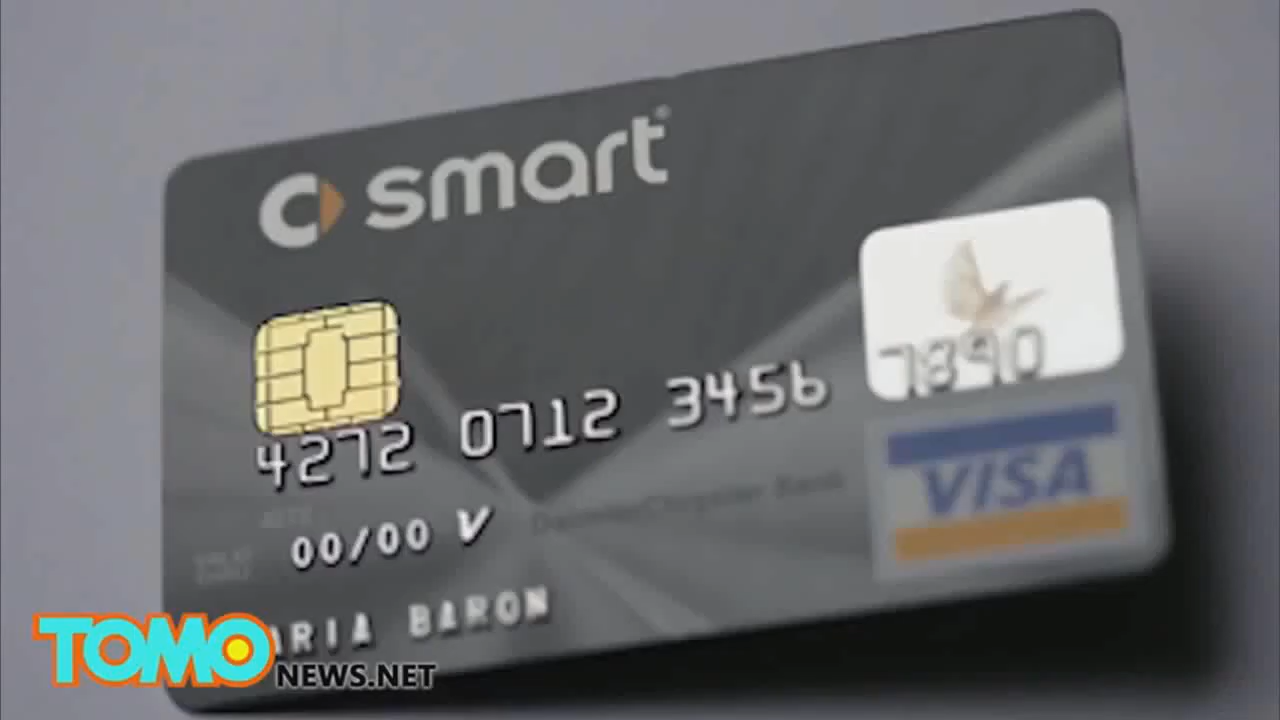 smart
4272 0712 3456 7890
VISA
00/00 V
ARIA BARON
TOMO
NEWS.NET